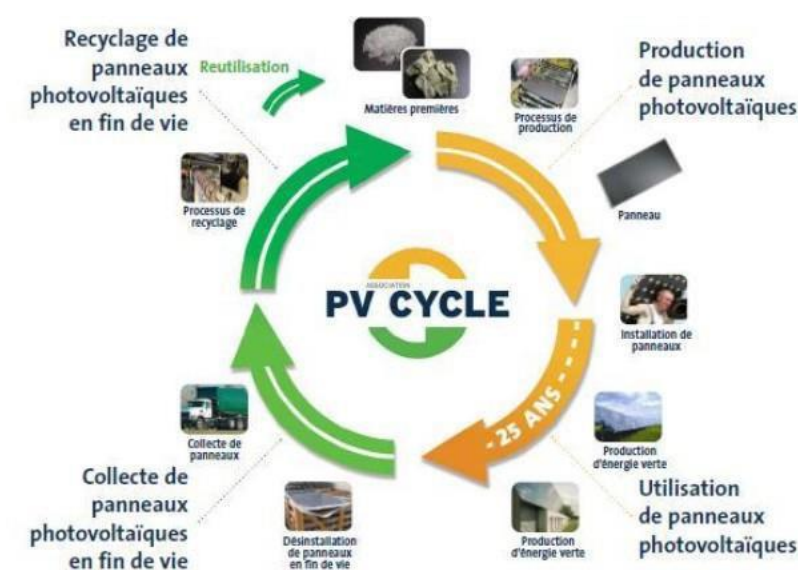 Recyclage de
panneaux
photovoltaïques
en fin de vie
Reutilisation
Matières premières
Processus de
production
Production
de panneaux
photovoltaïques
Panneau
Processus de
recyclage
ASSOCIATION
PV CYCLE
Installation de
panneaux
- 25 ANS - - - -
Collecte de
panneaux
Production
d'énergie verte
Collecte de
panneaux
photovoltaïques
en fin de vie
Désinstallation
de panneaux
en fin de vie
Production
d'énergie verte
Utilisation
de panneaux
photovoltaïques